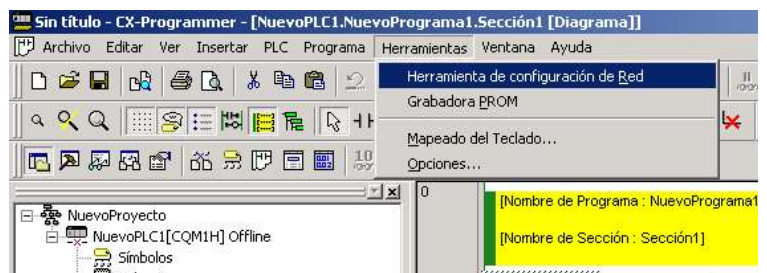 Sin título - CX-Programmer - [NuevoPLC1.NuevoPrograma1.Sección1 [Diagrama]]
Archivo Editar Ver Insertar PLC Programa Herramientas Ventana Ayuda
Herramienta de configuración de Red
Grabadora PROM
Mapeado del Teclado...
Opciones...
10
0
[Nombre de Programa : NuevoPrograma1
NuevoProyecto
NuevoPLC1[CQM1H] Offline
[Nombre de Sección : Sección1]
Símbolos